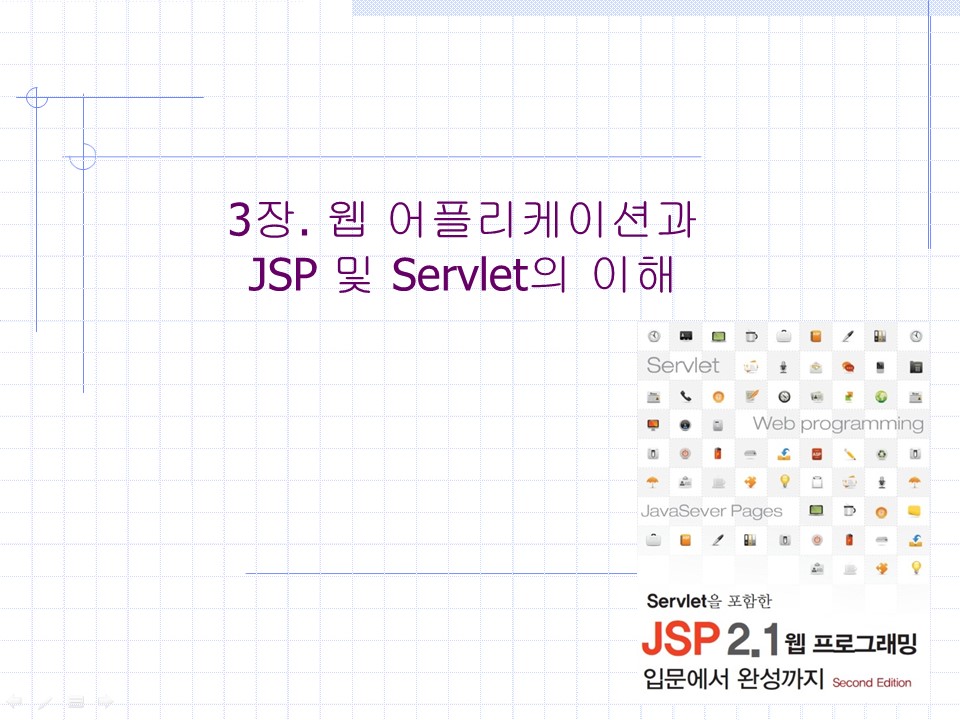 3장. 웹 어플리케이션과
JSP 및 Servlet의 이해
Servlet
Web programming
JavaSever Pages
Servlet을 포함한
JSP 2.1 웹 프로그래밍
입문에서 완성까지 Second Edition